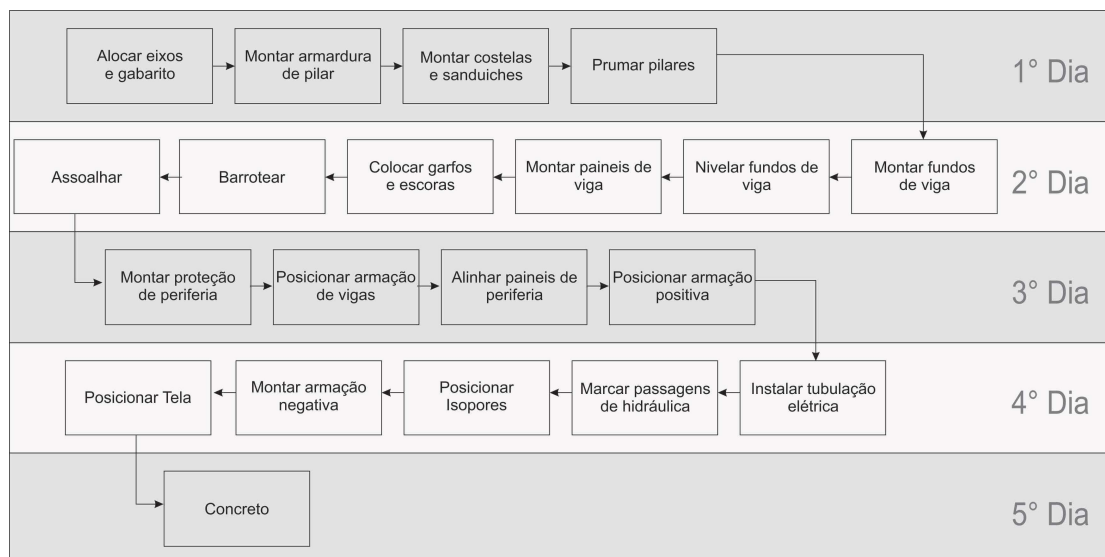 Alocar eixos
e gabarito
Montar armardura
de pilar
Montar costelas
e sanduiches
Prumar pilares
1° Dia
Assoalhar
Barrotear
Colocar garfos
e escoras
Montar paineis de
viga
Nivelar fundos de
viga
Montar fundos
de viga
2° Dia
Montar proteção
de periferia
Posicionar armação
de vigas
Alinhar paineis de
periferia
Posicionar armação
positiva
3° Dia
Posicionar Tela
Montar armação
negativa
Posicionar
Isopores
Marcar passagens
de hidráulica
Instalar tubulação
elétrica
4° Dia
Concreto
5° Dia